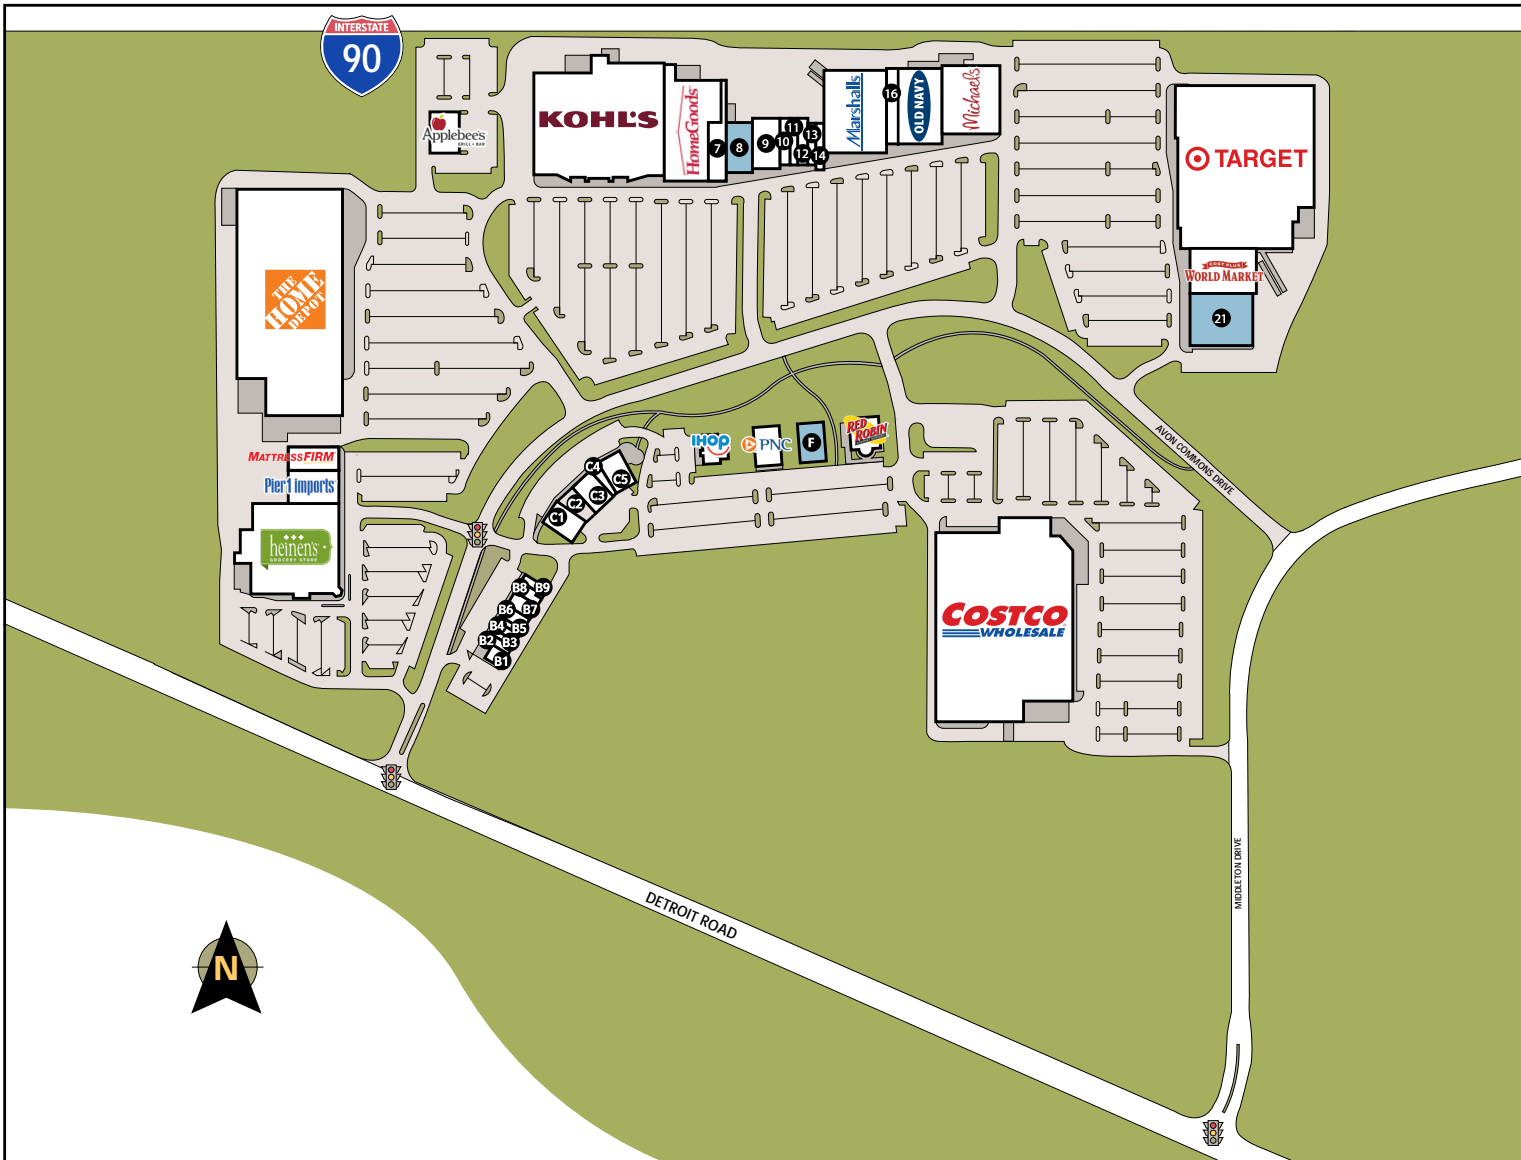 INTERSTATE
90
Applebee's
GRILL + BAR
KOHL'S
HomeGoods
7
8
9
10
11
12
13
14
Marshalls
16
OLD NAVY
Michaels
TARGET
COST PLUS
WORLD MARKET
21
THE
HOME
DEPOT
MATTRESSFIRM
Pier 1 imports
heinen's
GROCERY STORE
IHOP
PNC
F
RED
ROBIN
C4
C5
C3
C2
C1
B8
B9
B6
B7
B4
B5
B2
B3
B1
COSTCO
WHOLESALE
AVON COMMONS DRIVE
MIDDLETON DRIVE
DETROIT ROAD
N